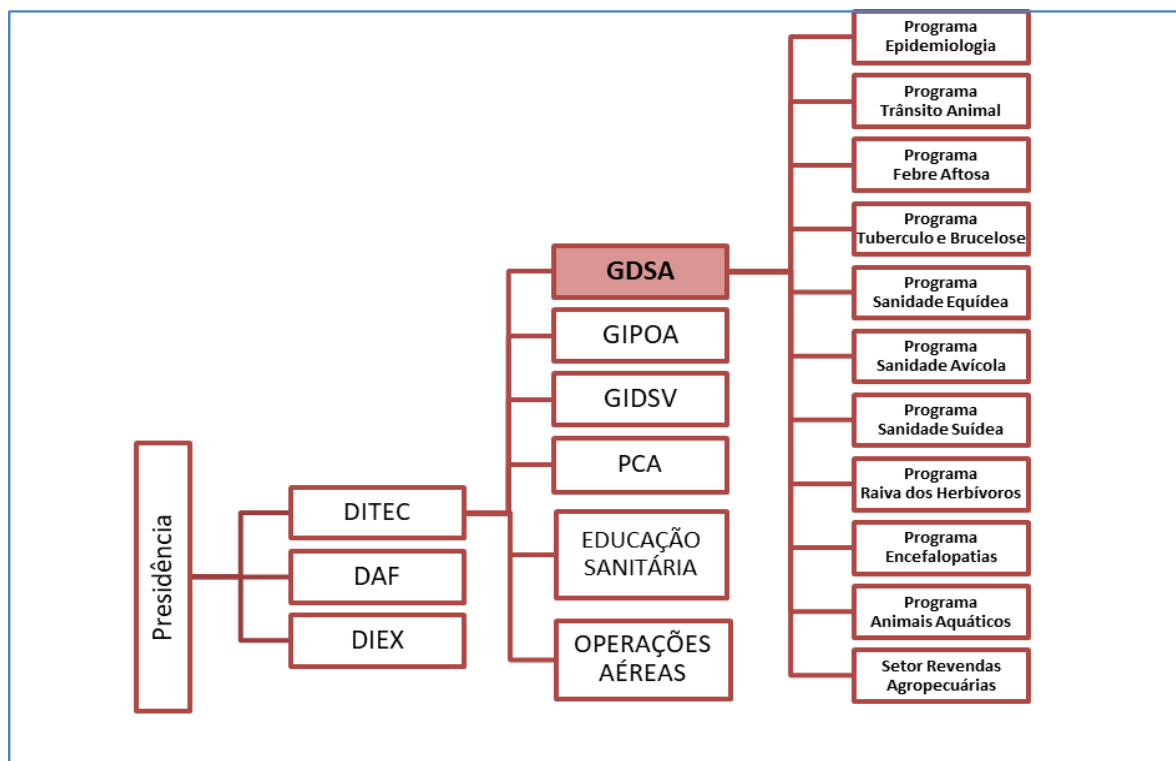 Presidência
DITEC
DAF
DIEX
GDSA
GIPOA
GIDSV
PCA
EDUCAÇÃO
SANITÁRIA
OPERAÇÕES
AÉREAS
Programa
Epidemiologia
Programa
Trânsito Animal
Programa
Febre Aftosa
Programa
Tuberculo e Brucelose
Programa
Sanidade Equídea
Programa
Sanidade Avícola
Programa
Sanidade Suídea
Programa
Raiva dos Herbívoros
Programa
Encefalopatias
Programa
Animais Aquáticos
Setor Revendas
Agropecuárias